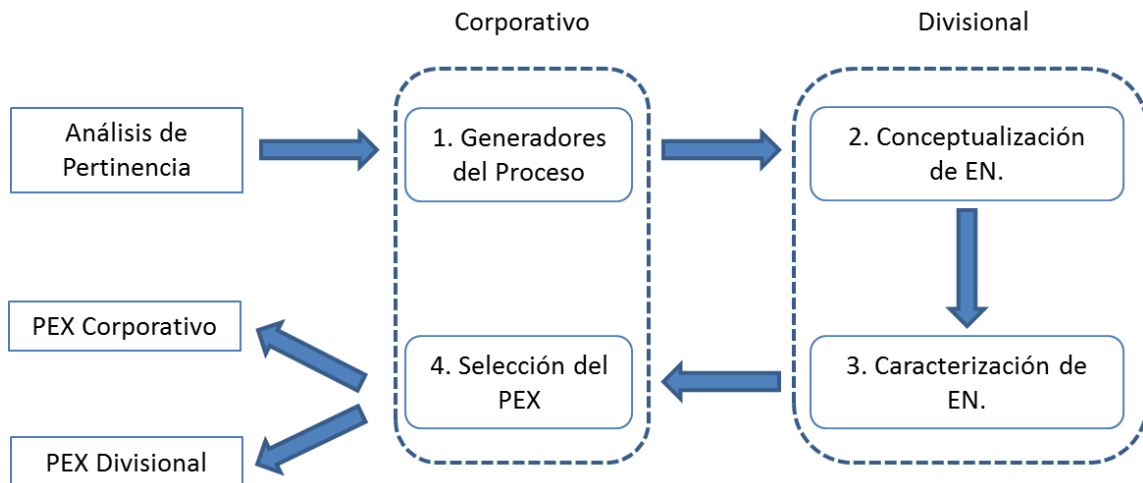 Corporativo
Divisional
Análisis de
Pertinencia
1. Generadores
del Proceso
2. Conceptualización
de EN.
PEX Corporativo
4. Selección del
PEX
3. Caracterización de
EN.
PEX Divisional